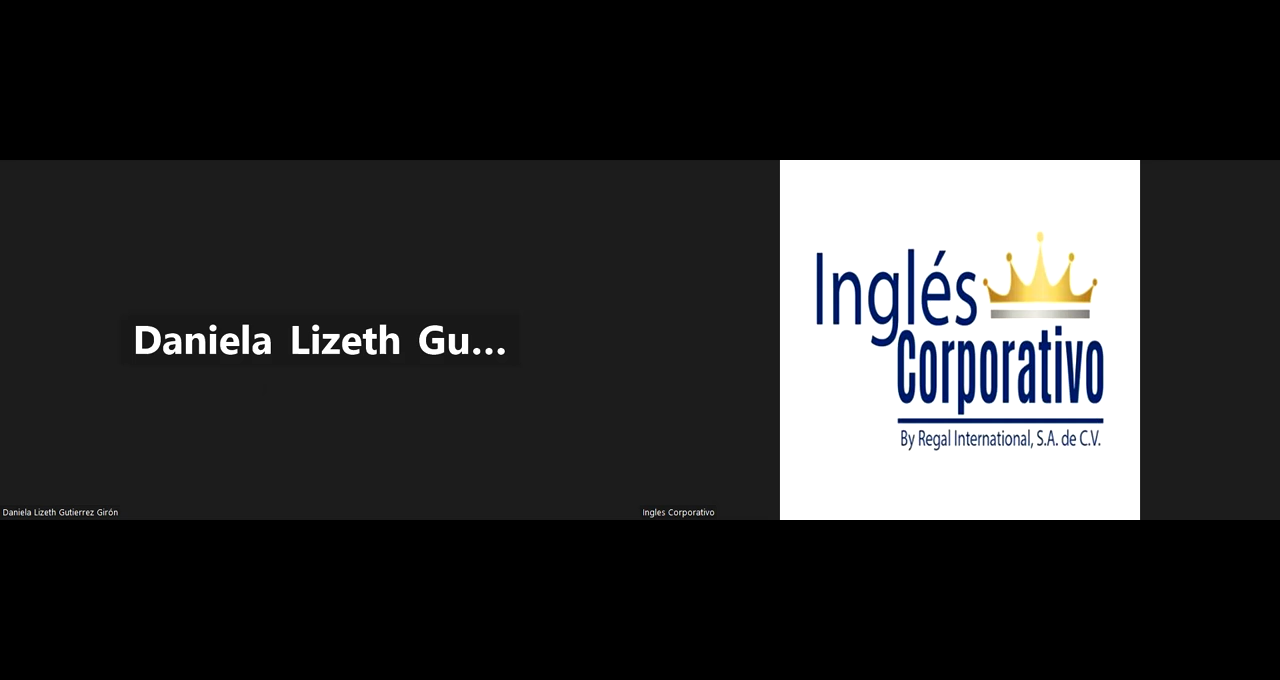 Daniela Lizeth Gu...
Daniela Lizeth Gutierrez Girón
Inglés
Corporativo
By Regal International, S.A. de C.V.
Ingles Corporativo